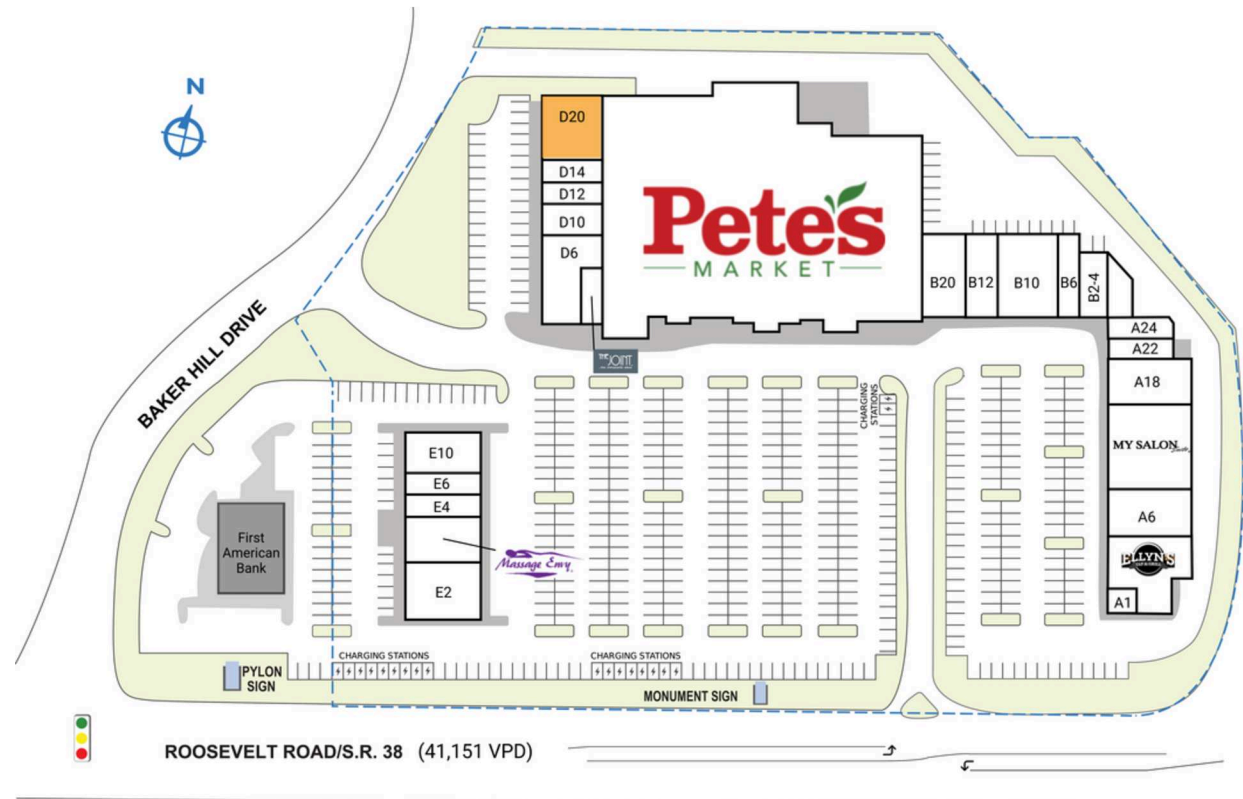 N
D20
D14
D12
D10
D6
Pete's
MARKET
B20
B12
B10
B6
B2-4
A24
A22
A18
MY SALON
A6
ELLYN'S
A1
THE JOINT
CHARGING
STATIONS
BAKER HILL DRIVE
E10
E6
E4
Massage Envy
E2
First
American
Bank
CHARGING STATIONS
CHARGING STATIONS
PYLON
SIGN
MONUMENT SIGN
ROOSEVELT ROAD/S.R. 38 (41,151 VPD)